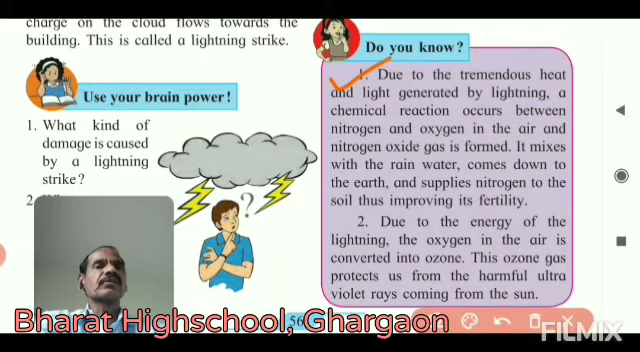 charge on the cloud flows towards the
building. This is called a lightning strike.
Use your brain power!
1. What kind of
damage is caused
by a lightning
strike?
2.
?
Do you know?
1. Due to the tremendous heat
and light generated by lightning, a
chemical reaction occurs between
nitrogen and oxygen in the air and
nitrogen oxide gas is formed. It mixes
with the rain water, comes down to
the earth, and supplies nitrogen to the
soil thus improving its fertility.
2. Due to the energy of the
lightning, the oxygen in the air is
converted into ozone. This ozone gas
protects us from the harmful ultra
violet rays coming from the sun.
56
Bharat Highschool, Ghargaon
FILMIX